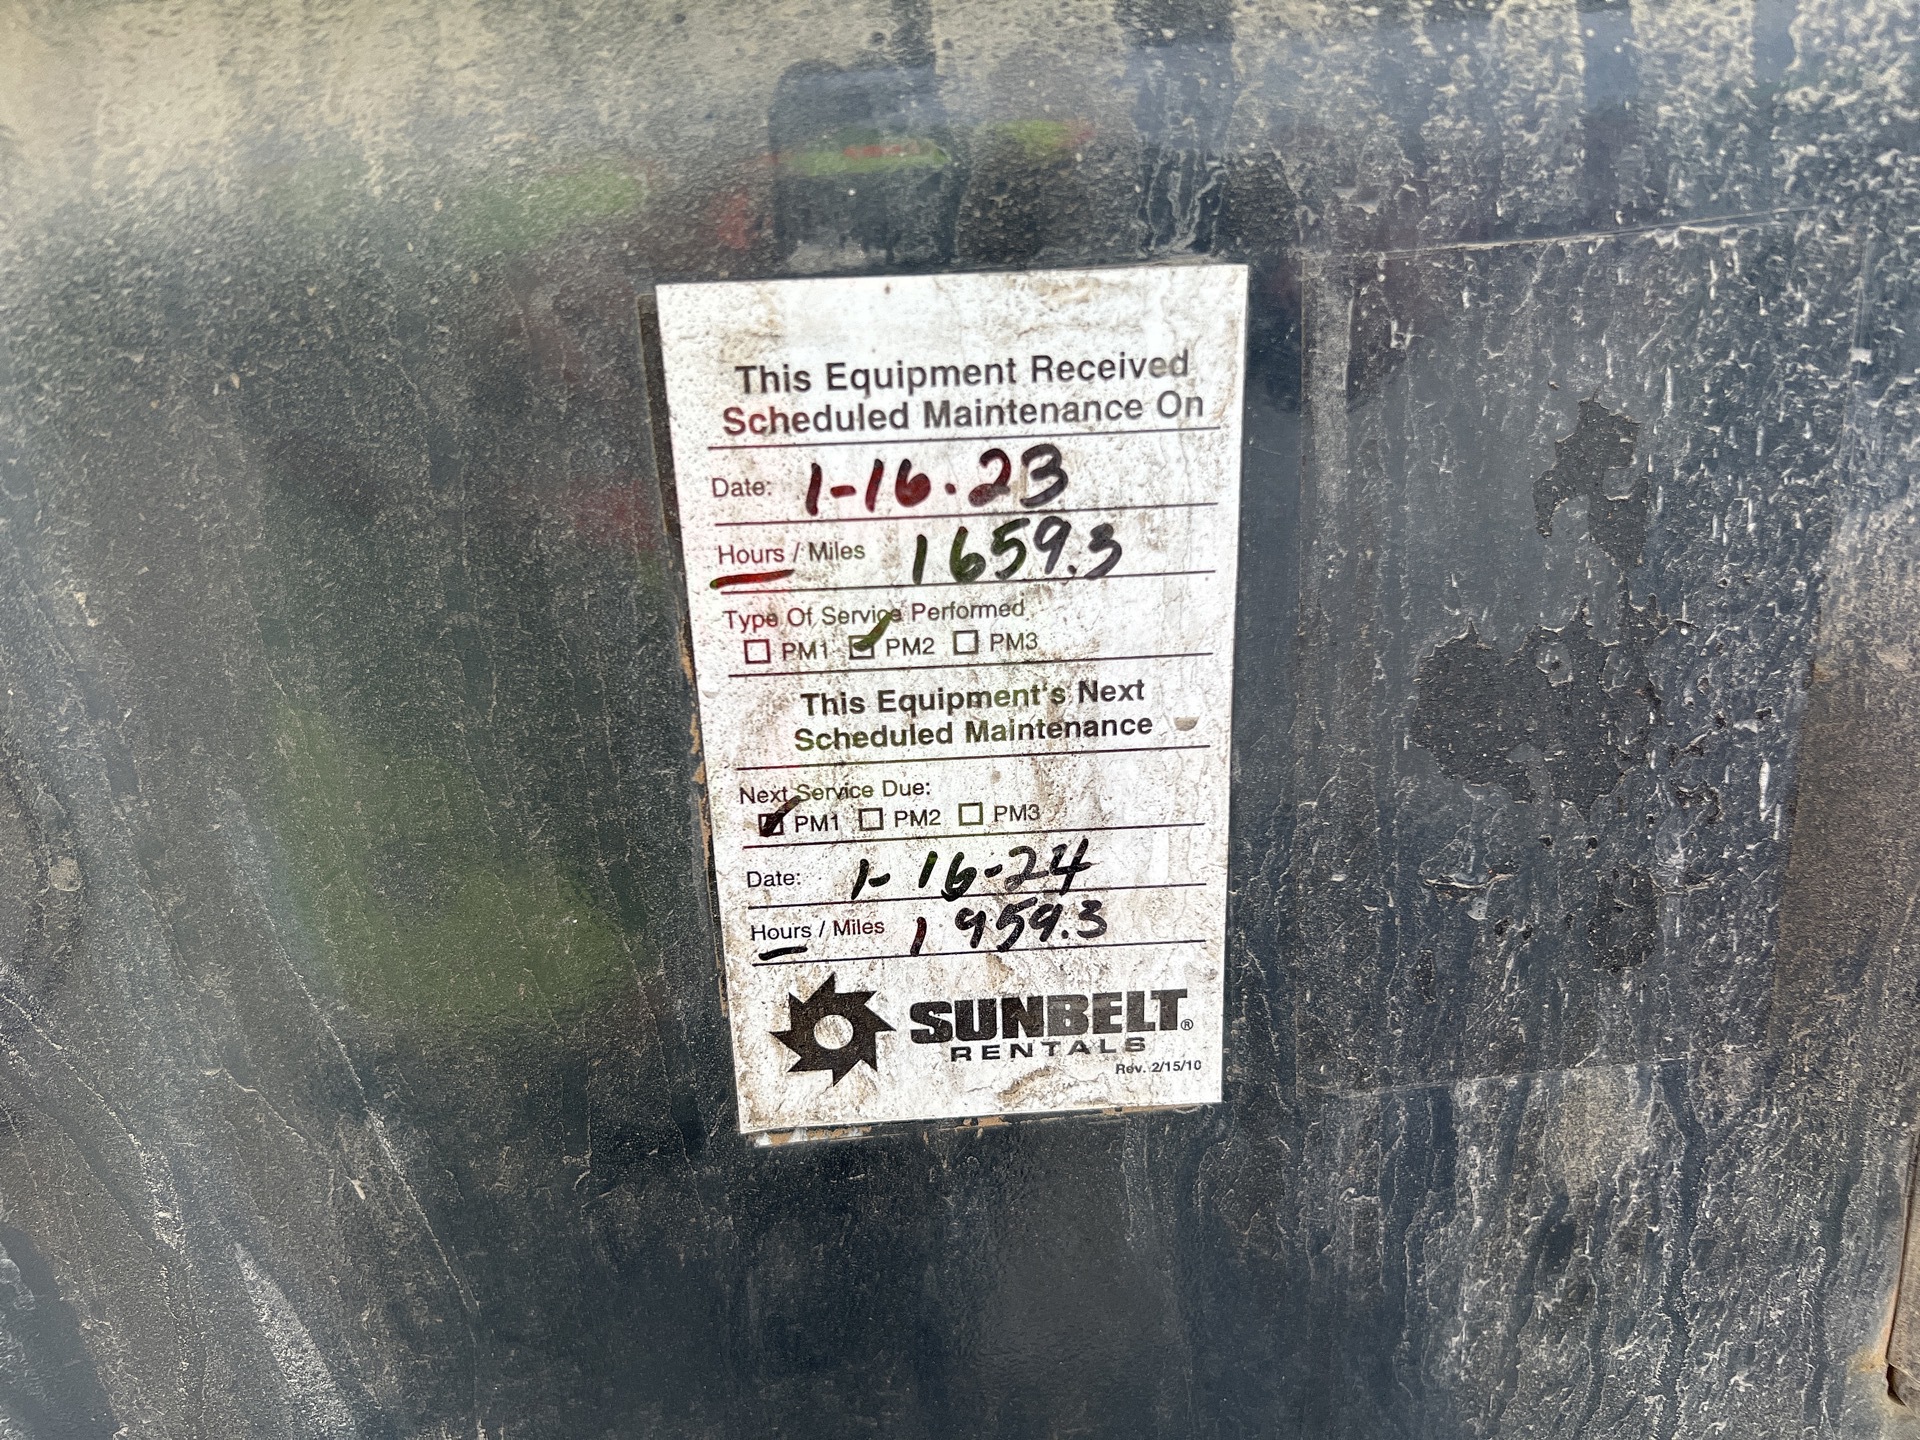 This Equipment Received
Scheduled Maintenance On
Date: 1-16-23
Hours / Miles 1659.3
Type Of Service Performed
PM1 PM2 PM3
This Equipment's Next
Scheduled Maintenance
Next Service Due:
PM1 PM2 PM3
Date: 1-16-24
Hours / Miles 1959.3
SUNBELT®
RENTALS
Rev. 2/15/10